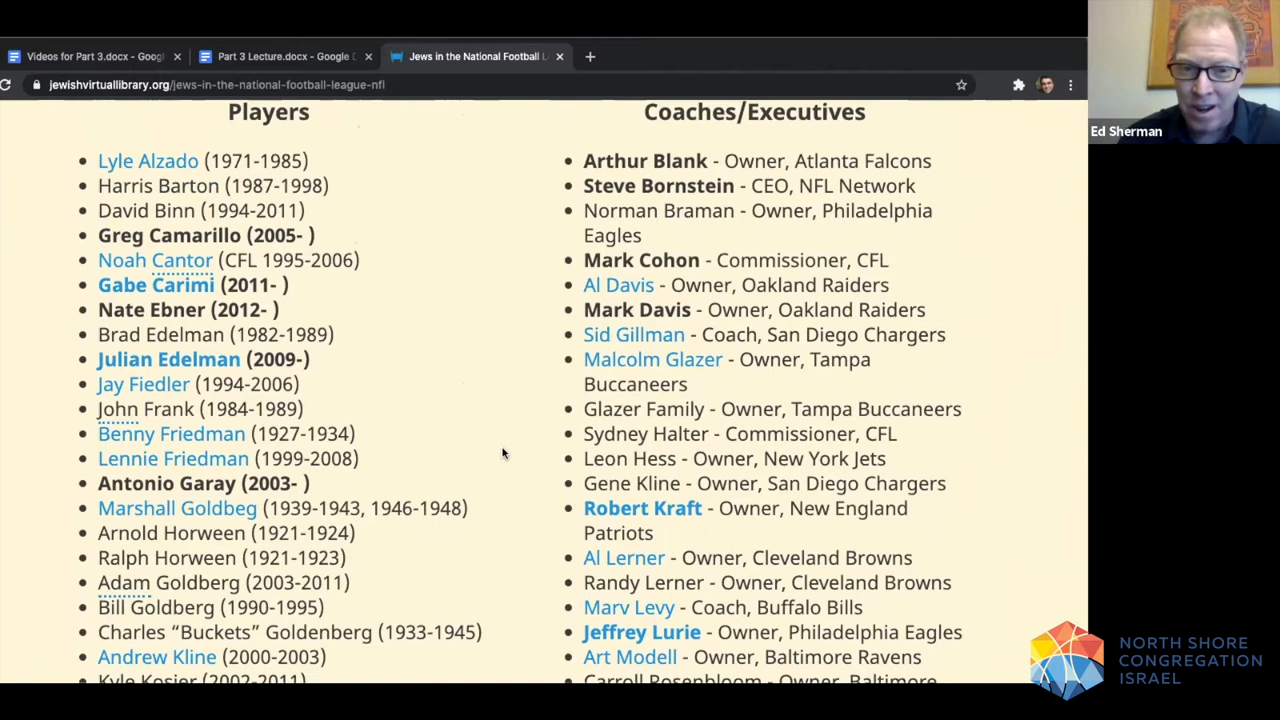 Videos for Part 3.docx - Goog
Part 3 Lecture.docx - Google D
Jews in the National Football L
jewishvirtuallibrary.org/jews-in-the-national-football-league-nfl
Ed Sherman
Players
Lyle Alzado (1971-1985)
Harris Barton (1987-1998)
David Binn (1994-2011)
Greg Camarillo (2005- )
Noah Cantor (CFL 1995-2006)
Gabe Carimi (2011- )
Nate Ebner (2012- )
Brad Edelman (1982-1989)
Julian Edelman (2009-)
Jay Fiedler (1994-2006)
John Frank (1984-1989)
Benny Friedman (1927-1934)
Lennie Friedman (1999-2008)
Antonio Garay (2003- )
Marshall Goldbeg (1939-1943, 1946-1948)
Arnold Horween (1921-1924)
Ralph Horween (1921-1923)
Adam Goldberg (2003-2011)
Bill Goldberg (1990-1995)
Charles “Buckets” Goldenberg (1933-1945)
Andrew Kline (2000-2003)
Kyle Kosier (2002-2011)
Coaches/Executives
Arthur Blank - Owner, Atlanta Falcons
Steve Bornstein - CEO, NFL Network
Norman Braman - Owner, Philadelphia
Eagles
Mark Cohon - Commissioner, CFL
Al Davis - Owner, Oakland Raiders
Mark Davis - Owner, Oakland Raiders
Sid Gillman - Coach, San Diego Chargers
Malcolm Glazer - Owner, Tampa
Buccaneers
Glazer Family - Owner, Tampa Buccaneers
Sydney Halter - Commissioner, CFL
Leon Hess - Owner, New York Jets
Gene Kline - Owner, San Diego Chargers
Robert Kraft - Owner, New England
Patriots
Al Lerner - Owner, Cleveland Browns
Randy Lerner - Owner, Cleveland Browns
Marv Levy - Coach, Buffalo Bills
Jeffrey Lurie - Owner, Philadelphia Eagles
Art Modell - Owner, Baltimore Ravens
Carroll Rosenbloom - Owner, Baltimore
NORTH SHORE
CONGREGATION
ISRAEL